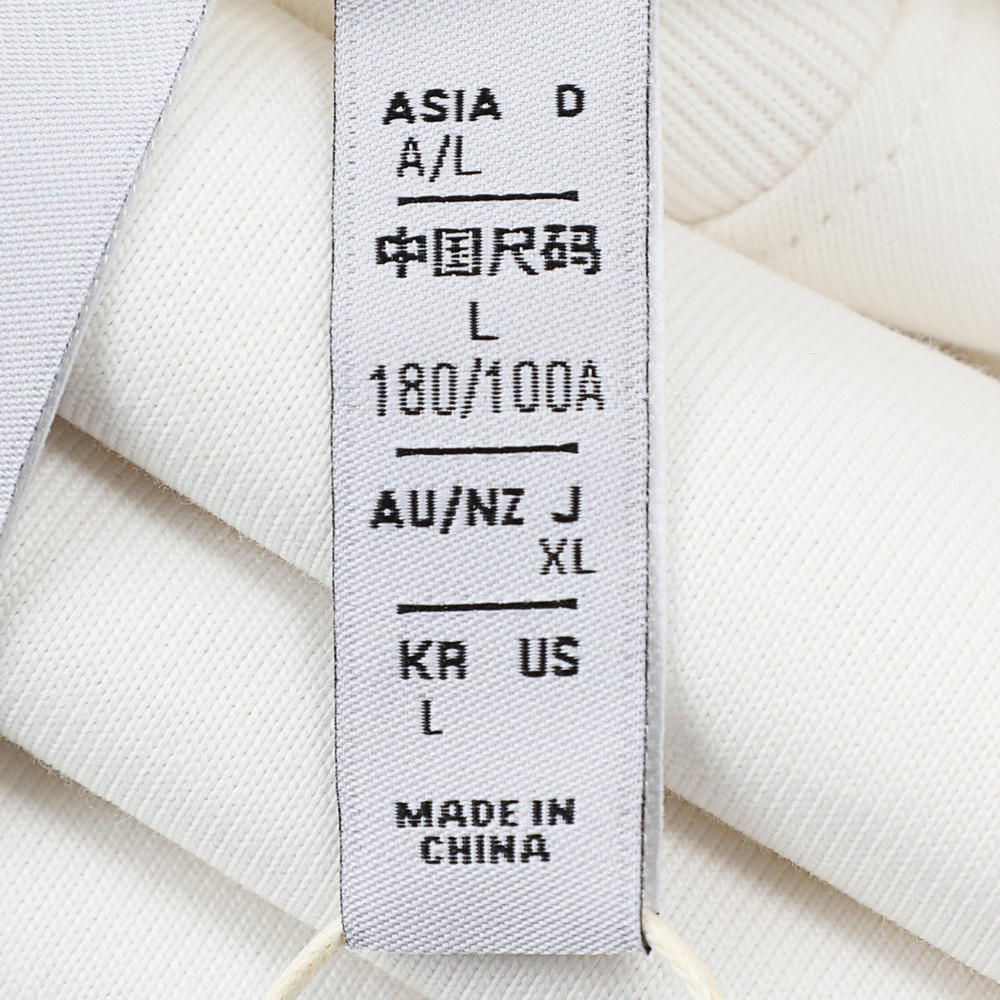 ASIA D
A/L
中国尺码
L
180/100A
AU/NZ J
XL
KR US
L
MADE IN
CHINA